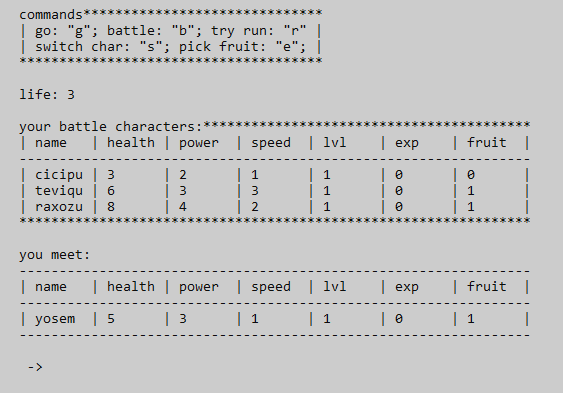 commands******************************
| go: "g"; battle: "b"; try run: "r" |
| switch char: "s"; pick fruit: "e"; |
**************************************
life: 3
your battle characters:*****************************************
| name   | health | power  | speed  | lvl    | exp    | fruit  |
----------------------------------------------------------------
| cicipu | 3      | 2      | 1      | 1      | 0      | 0      |
| teviqu | 6      | 3      | 3      | 1      | 0      | 1      |
| raxozu | 8      | 4      | 2      | 1      | 0      | 1      |
****************************************************************
you meet:
----------------------------------------------------------------
| name   | health | power  | speed  | lvl    | exp    | fruit  |
----------------------------------------------------------------
| yosem  | 5      | 3      | 1      | 1      | 0      | 1      |
----------------------------------------------------------------
->